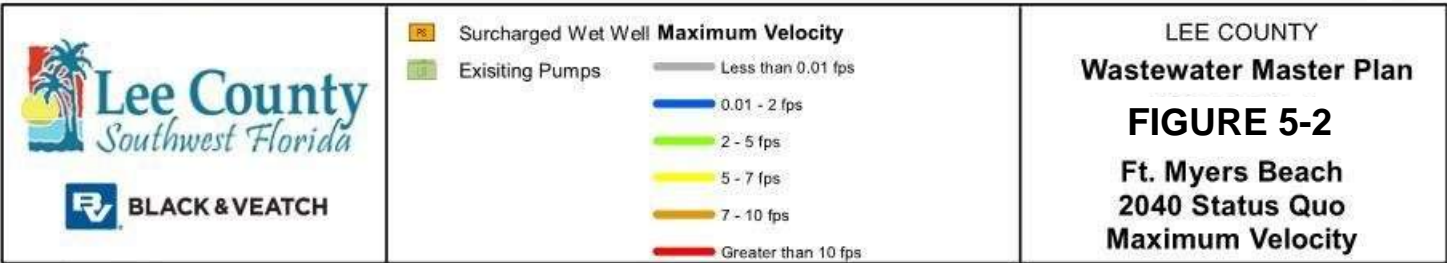 Lee County
Southwest Florida
BV BLACK & VEATCH
PS Surcharged Wet Well
Exisiting Pumps
Maximum Velocity
Less than 0.01 fps
0.01 - 2 fps
2 - 5 fps
5 - 7 fps
7 - 10 fps
Greater than 10 fps
LEE COUNTY
Wastewater Master Plan
FIGURE 5-2
Ft. Myers Beach
2040 Status Quo
Maximum Velocity